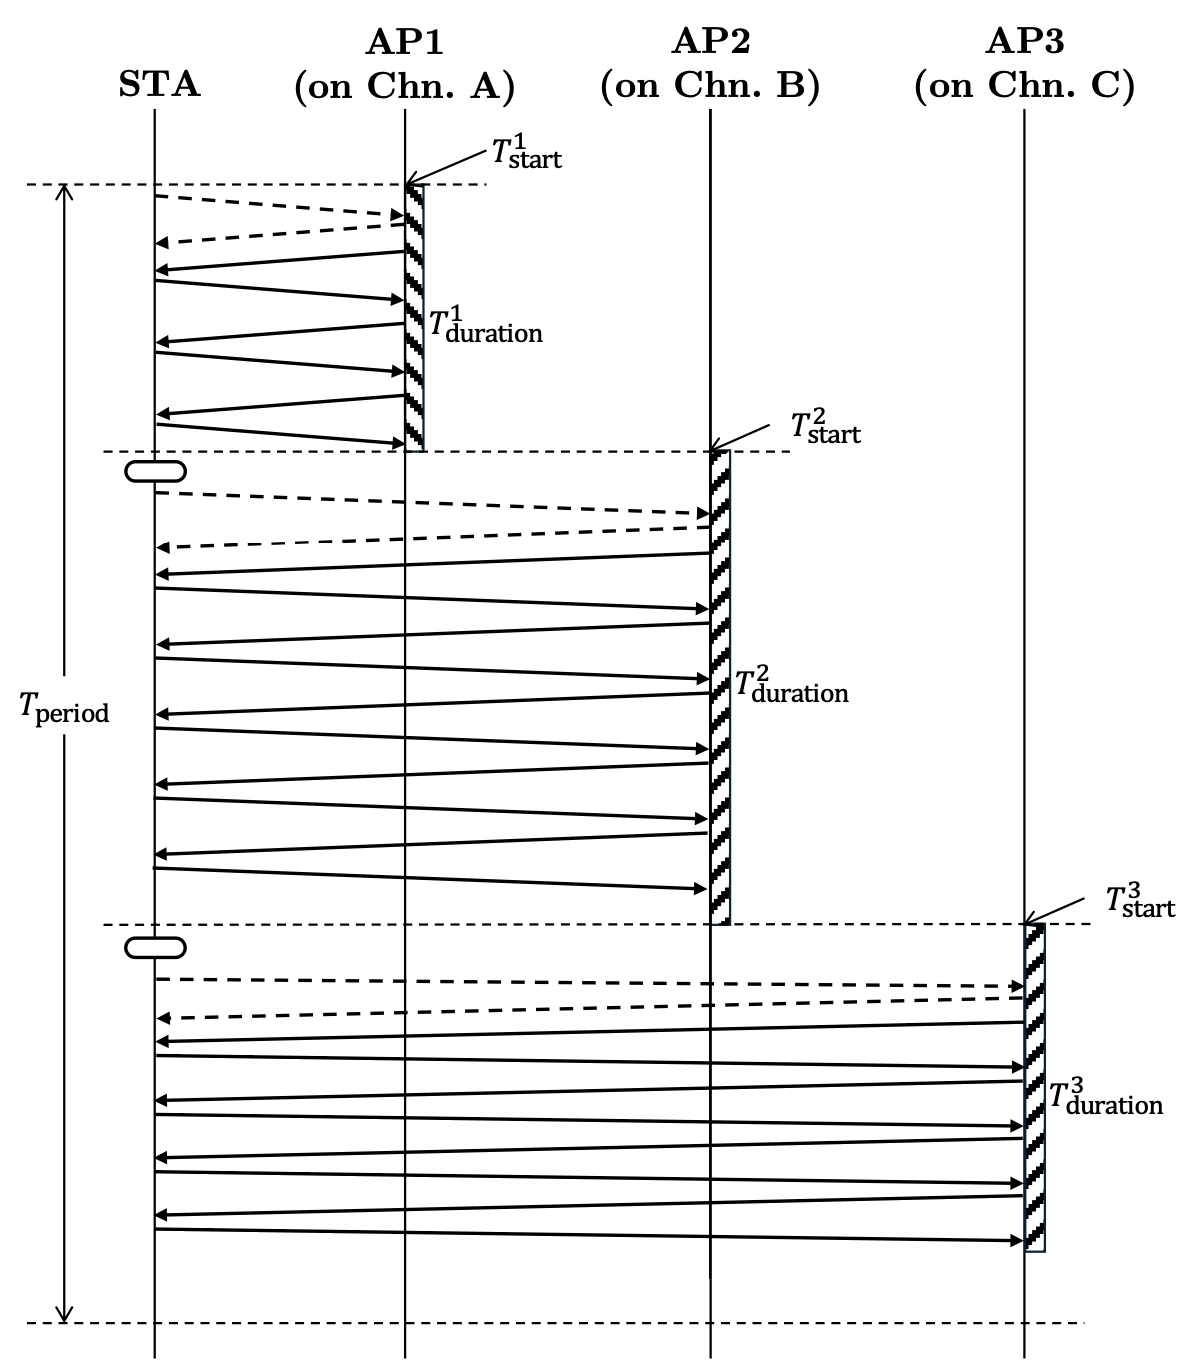 STA
AP1
(on Chn. A)
AP2
(on Chn. B)
AP3
(on Chn. C)
T¹start
T¹duration
T²start
T²duration
Tperiod
T³start
T³duration